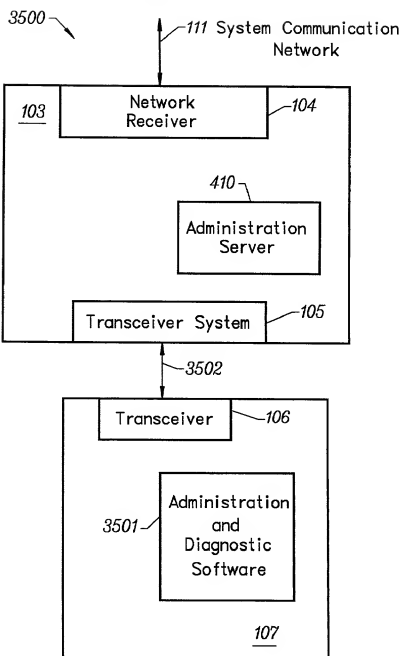 3500
111 System Communication
Network
103
Network
Receiver
104
410
Administration
Server
Transceiver System
105
3502
Transceiver
106
3501
Administration
and
Diagnostic
Software
107